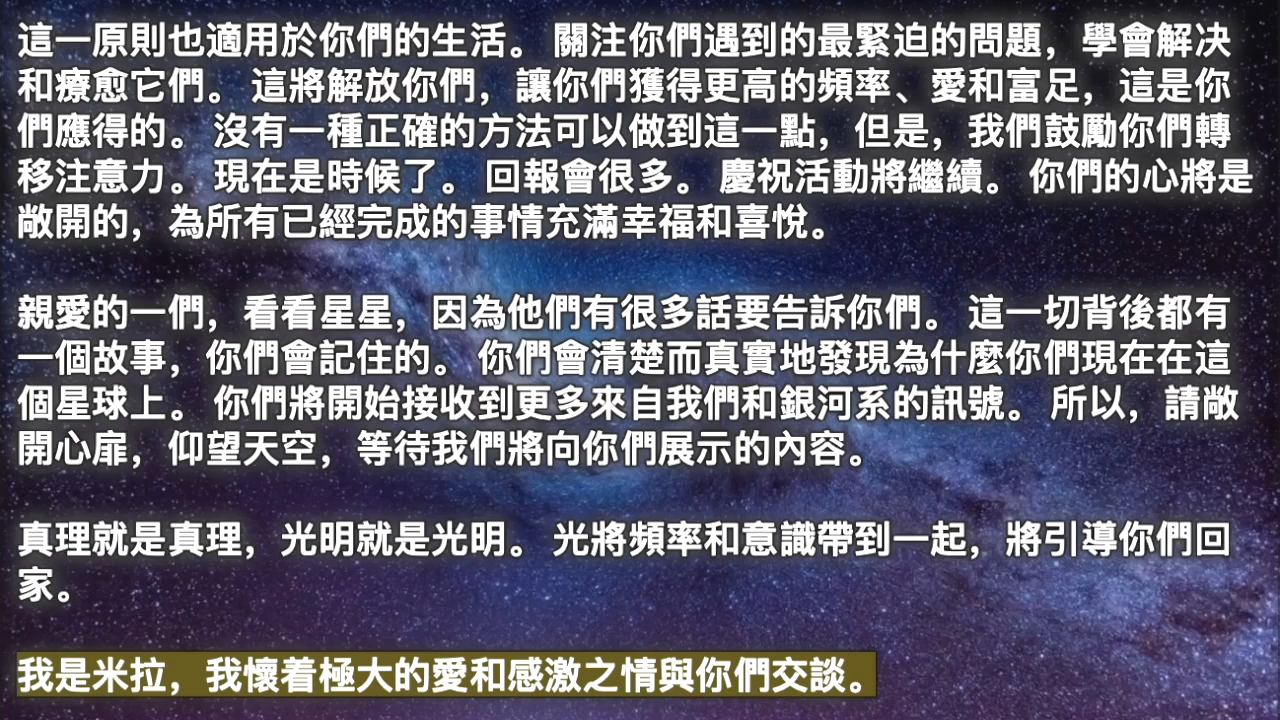 這一原則也適用於你們的生活。 關注你們遇到的最緊迫的問題，學會解决
和療愈它們。 這將解放你們，讓你們獲得更高的頻率、愛和富足，這是你
們應得的。 沒有一種正確的方法可以做到這一點，但是，我們鼓勵你們轉
移注意力。 現在是時候了。 回報會很多。 慶祝活動將繼續。 你們的心將是
敞開的，為所有已經完成的事情充滿幸福和喜悅。
親愛的一們，看看星星，因為他們有很多話要告訴你們。 這一切背後都有
一個故事，你們會記住的。 你們會清楚而真實地發現為什麼你們現在在這
個星球上。 你們將開始接收到更多來自我們和銀河系的訊號。 所以，請敞
開心扉，仰望天空，等待我們將向你們展示的內容。
真理就是真理，光明就是光明。 光將頻率和意識帶到一起，將引導你們回
家。
我是米拉，我懷着極大的愛和感激之情與你們交談。